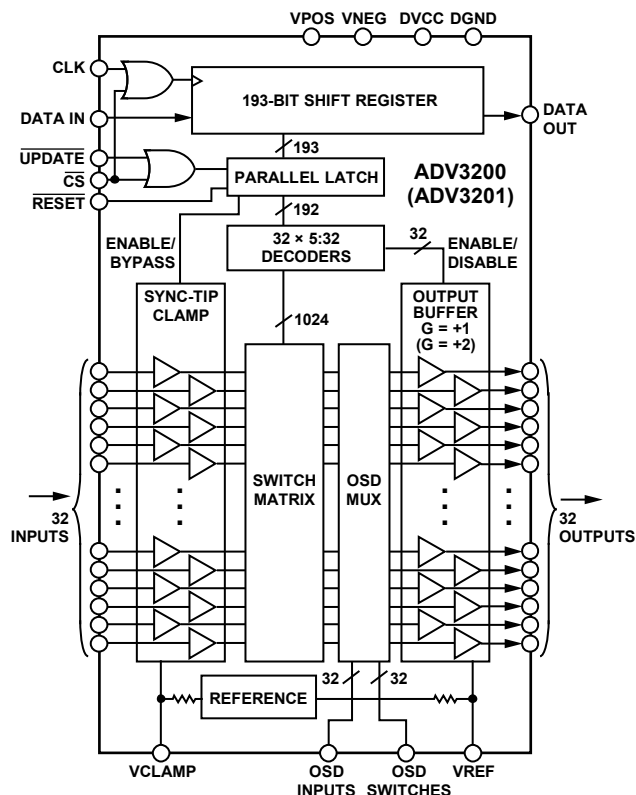 VPOS VNEG DVCC DGND
CLK
193-BIT SHIFT REGISTER
DATA IN
DATA
OUT
193
UPDATE
CS
RESET
PARALLEL LATCH
ADV3200
(ADV3201)
192
ENABLE/
BYPASS
32 × 5:32
DECODERS
32
ENABLE/
DISABLE
SYNC-TIP
CLAMP
1024
OUTPUT
BUFFER
G = +1
(G = +2)
32
INPUTS
SWITCH
MATRIX
OSD
MUX
32
OUTPUTS
REFERENCE
32 32
VCLAMP
OSD
INPUTS
OSD
SWITCHES
VREF